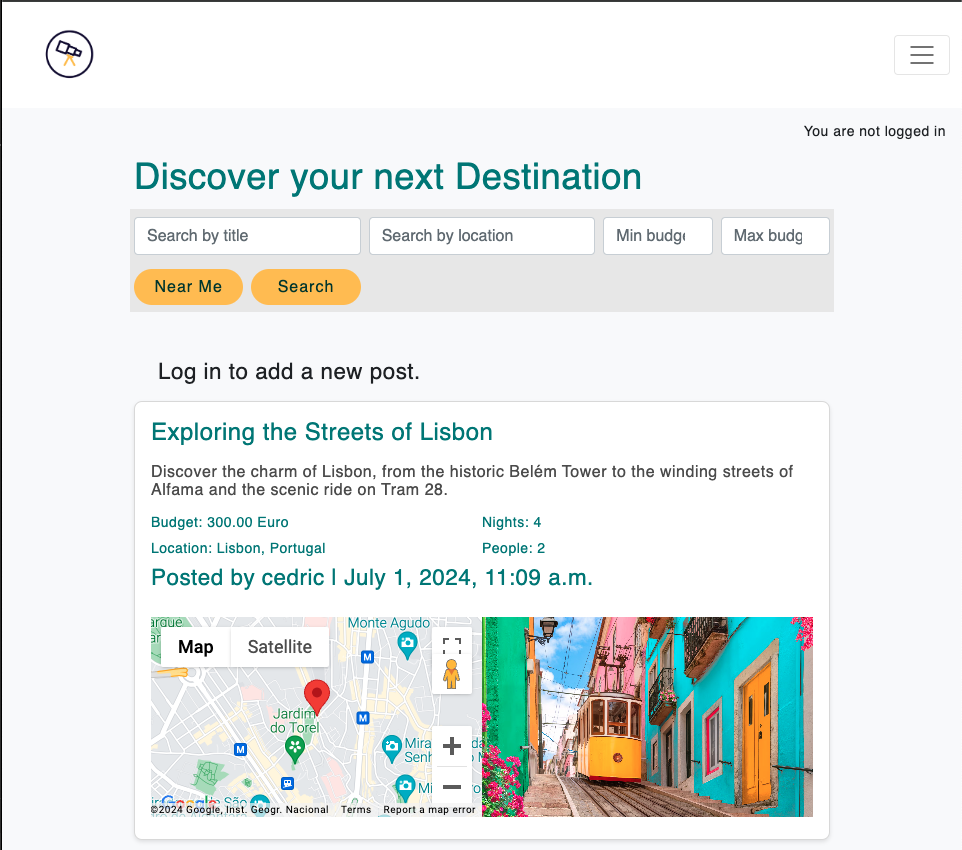 You are not logged in
Discover your next Destination
Search by title
Search by location
Min budg
Max budg
Near Me
Search
Log in to add a new post.
Exploring the Streets of Lisbon
Discover the charm of Lisbon, from the historic Belém Tower to the winding streets of
Alfama and the scenic ride on Tram 28.
Budget: 300.00 Euro
Nights: 4
Location: Lisbon, Portugal
People: 2
Posted by cedric | July 1, 2024, 11:09 a.m.
Monte Agudo
Map
Satellite
M
Jardim
do Torel
M
M
Mira
Senh
Mi
Google
São
©2024 Google, Inst. Geogr. Nacional
Terms
Report a map error